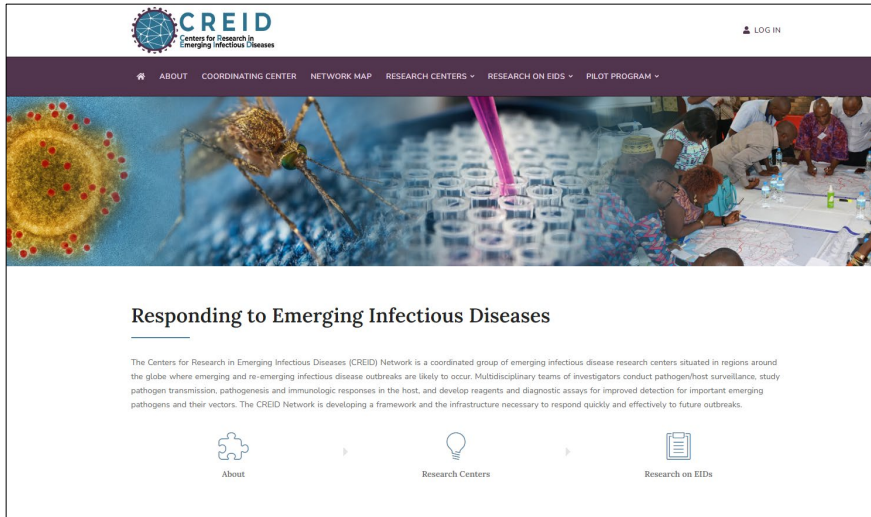 CREID
Centers for Research in
Emerging Infectious Diseases
LOG IN
ABOUT COORDINATING CENTER NETWORK MAP RESEARCH CENTERS RESEARCH ON EIDS PILOT PROGRAM
Responding to Emerging Infectious Diseases
The Centers for Research in Emerging Infectious Diseases (CREID) Network is a coordinated group of emerging infectious disease research centers situated in regions around
the globe where emerging and re-emerging infectious disease outbreaks are likely to occur. Multidisciplinary teams of investigators conduct pathogen/host surveillance, study
pathogen transmission, pathogenesis and immunologic responses in the host, and develop reagents and diagnostic assays for improved detection for important emerging
pathogens and their vectors. The CREID Network is developing a framework and the infrastructure necessary to respond quickly and effectively to future outbreaks.
About Research Centers Research on EIDs